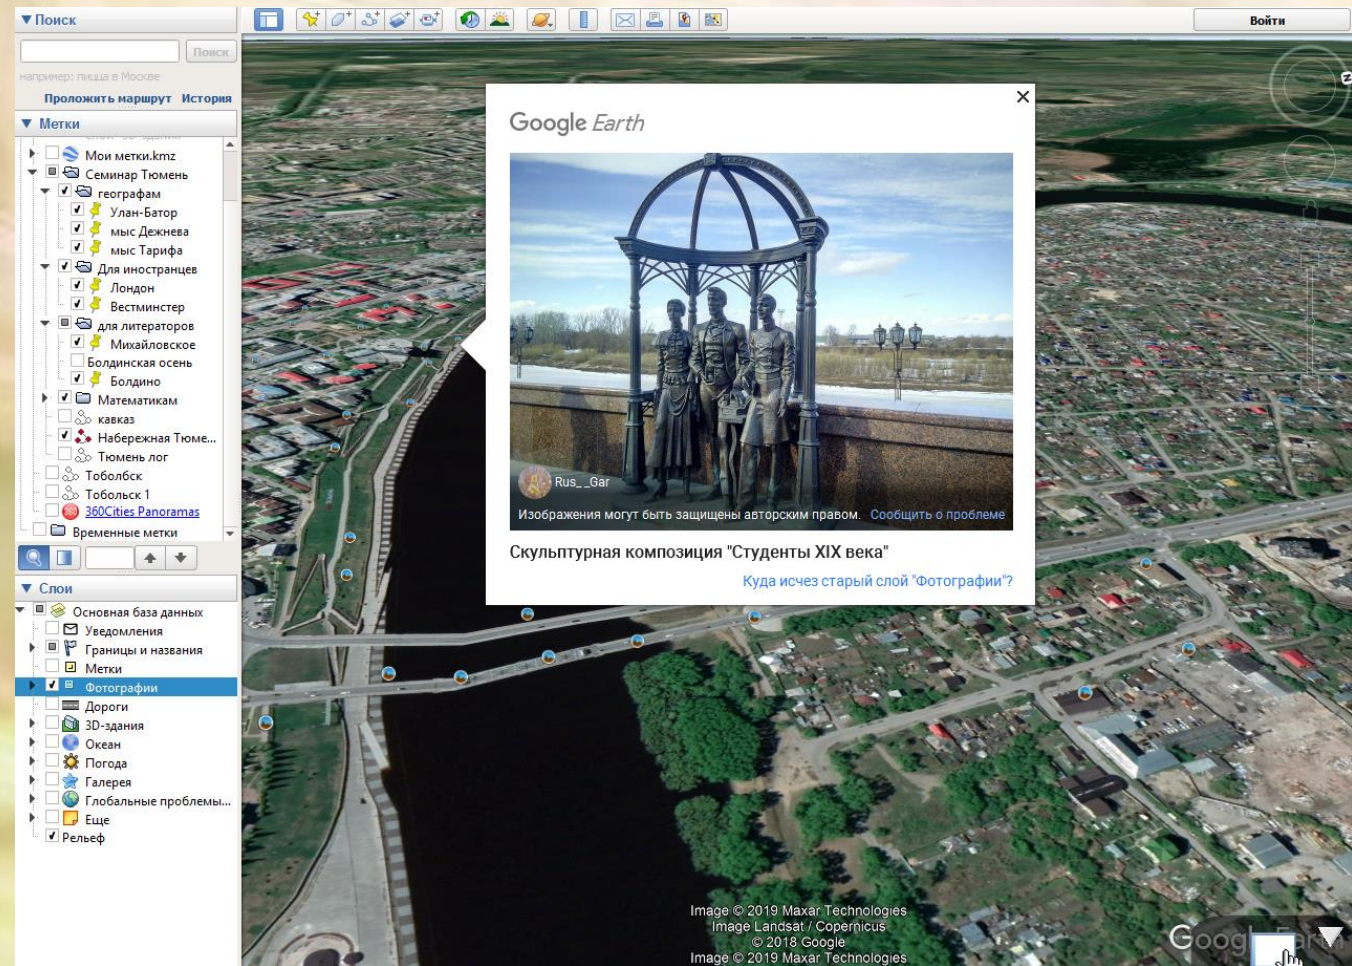 Поиск
Войти
Поиск
например: пицца в Москве
Проложить маршрут История
Метки
Мои метки.kmz
Семинар Тюмень
географам
Улан-Батор
мыс Дежнева
мыс Тарифа
Для иностранцев
Лондон
Вестминстер
для литераторов
Михайловское
Болдинская осень
Болдино
Математикам
кавказ
Набережная Тюме...
Тюмень лог
Тоболбск
Тобольск 1
360Cities Panoramas
Временные метки
Слои
Основная база данных
Уведомления
Границы и названия
Метки
Фотографии
Дороги
3D-здания
Океан
Погода
Галерея
Глобальные проблемы...
Еще
Рельеф
Google Earth
Rus__Gar
Изображения могут быть защищены авторским правом. Сообщить о проблеме
Скульптурная композиция "Студенты XIX века"
Куда исчез старый слой "Фотографии"?
Image © 2019 Maxar Technologies
Image Landsat / Copernicus
© 2018 Google
Image © 2019 Maxar Technologies